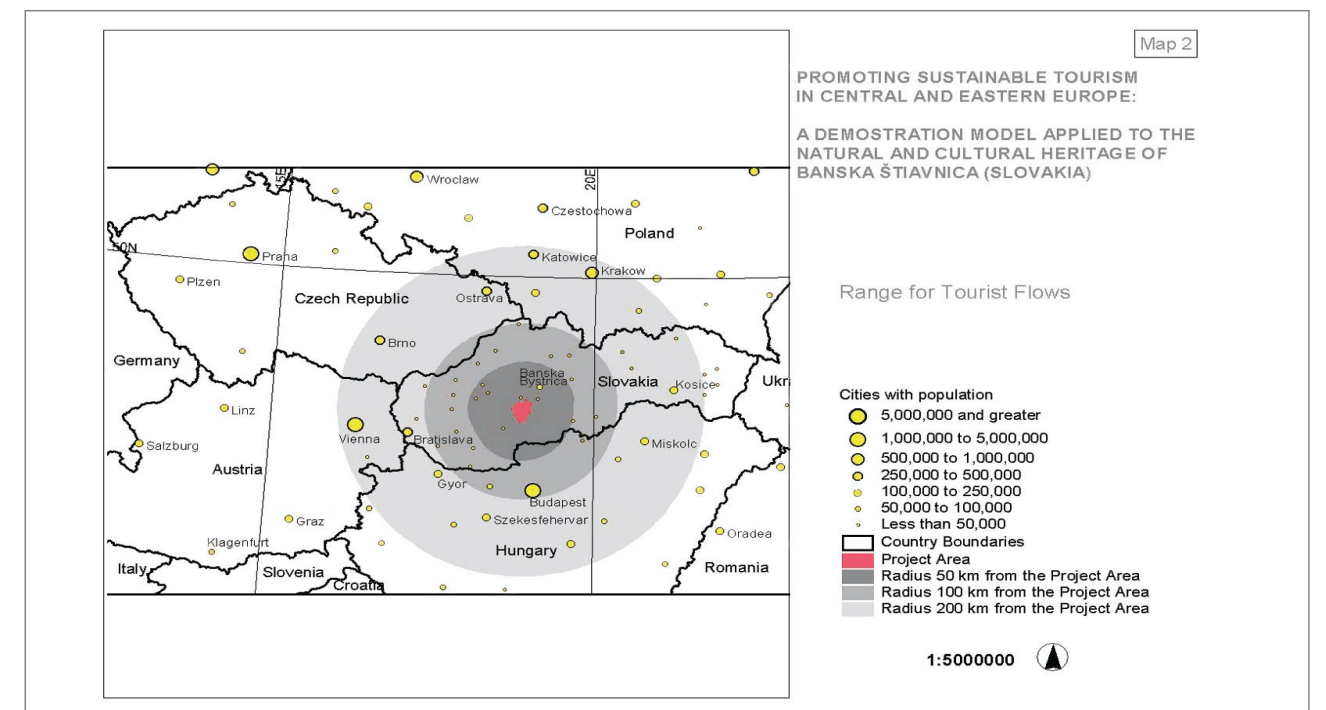 Map 2
PROMOTING SUSTAINABLE TOURISM
IN CENTRAL AND EASTERN EUROPE:
A DEMOSTRATION MODEL APPLIED TO THE
NATURAL AND CULTURAL HERITAGE OF
BANSKA ŠTIAVNICA (SLOVAKIA)
15E
20E
50N
Wroclaw
Czestochowa
Poland
Praha
Katowice
Krakow
Plzen
Czech Republic
Ostrava
Brno
Germany
Banska
Bystrica
Slovakia
Kosice
Ukr
Linz
Vienna
Bratislava
Miskolc
Salzburg
Austria
Gyor
Budapest
Graz
Szekesfehervar
Oradea
Klagenfurt
Hungary
Italy
Slovenia
Romania
Croatia
Range for Tourist Flows
Cities with population
5,000,000 and greater
1,000,000 to 5,000,000
500,000 to 1,000,000
250,000 to 500,000
100,000 to 250,000
50,000 to 100,000
Less than 50,000
Country Boundaries
Project Area
Radius 50 km from the Project Area
Radius 100 km from the Project Area
Radius 200 km from the Project Area
1:5000000